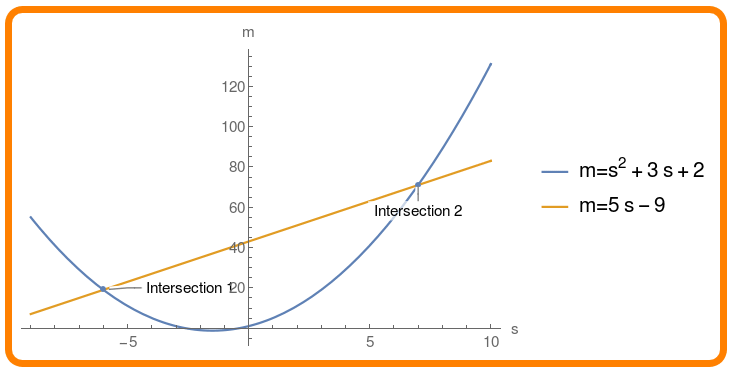 m
120
100
80
60
40
20
−5
5
10
s
Intersection 1
Intersection 2
m=s² + 3 s + 2
m=5 s − 9